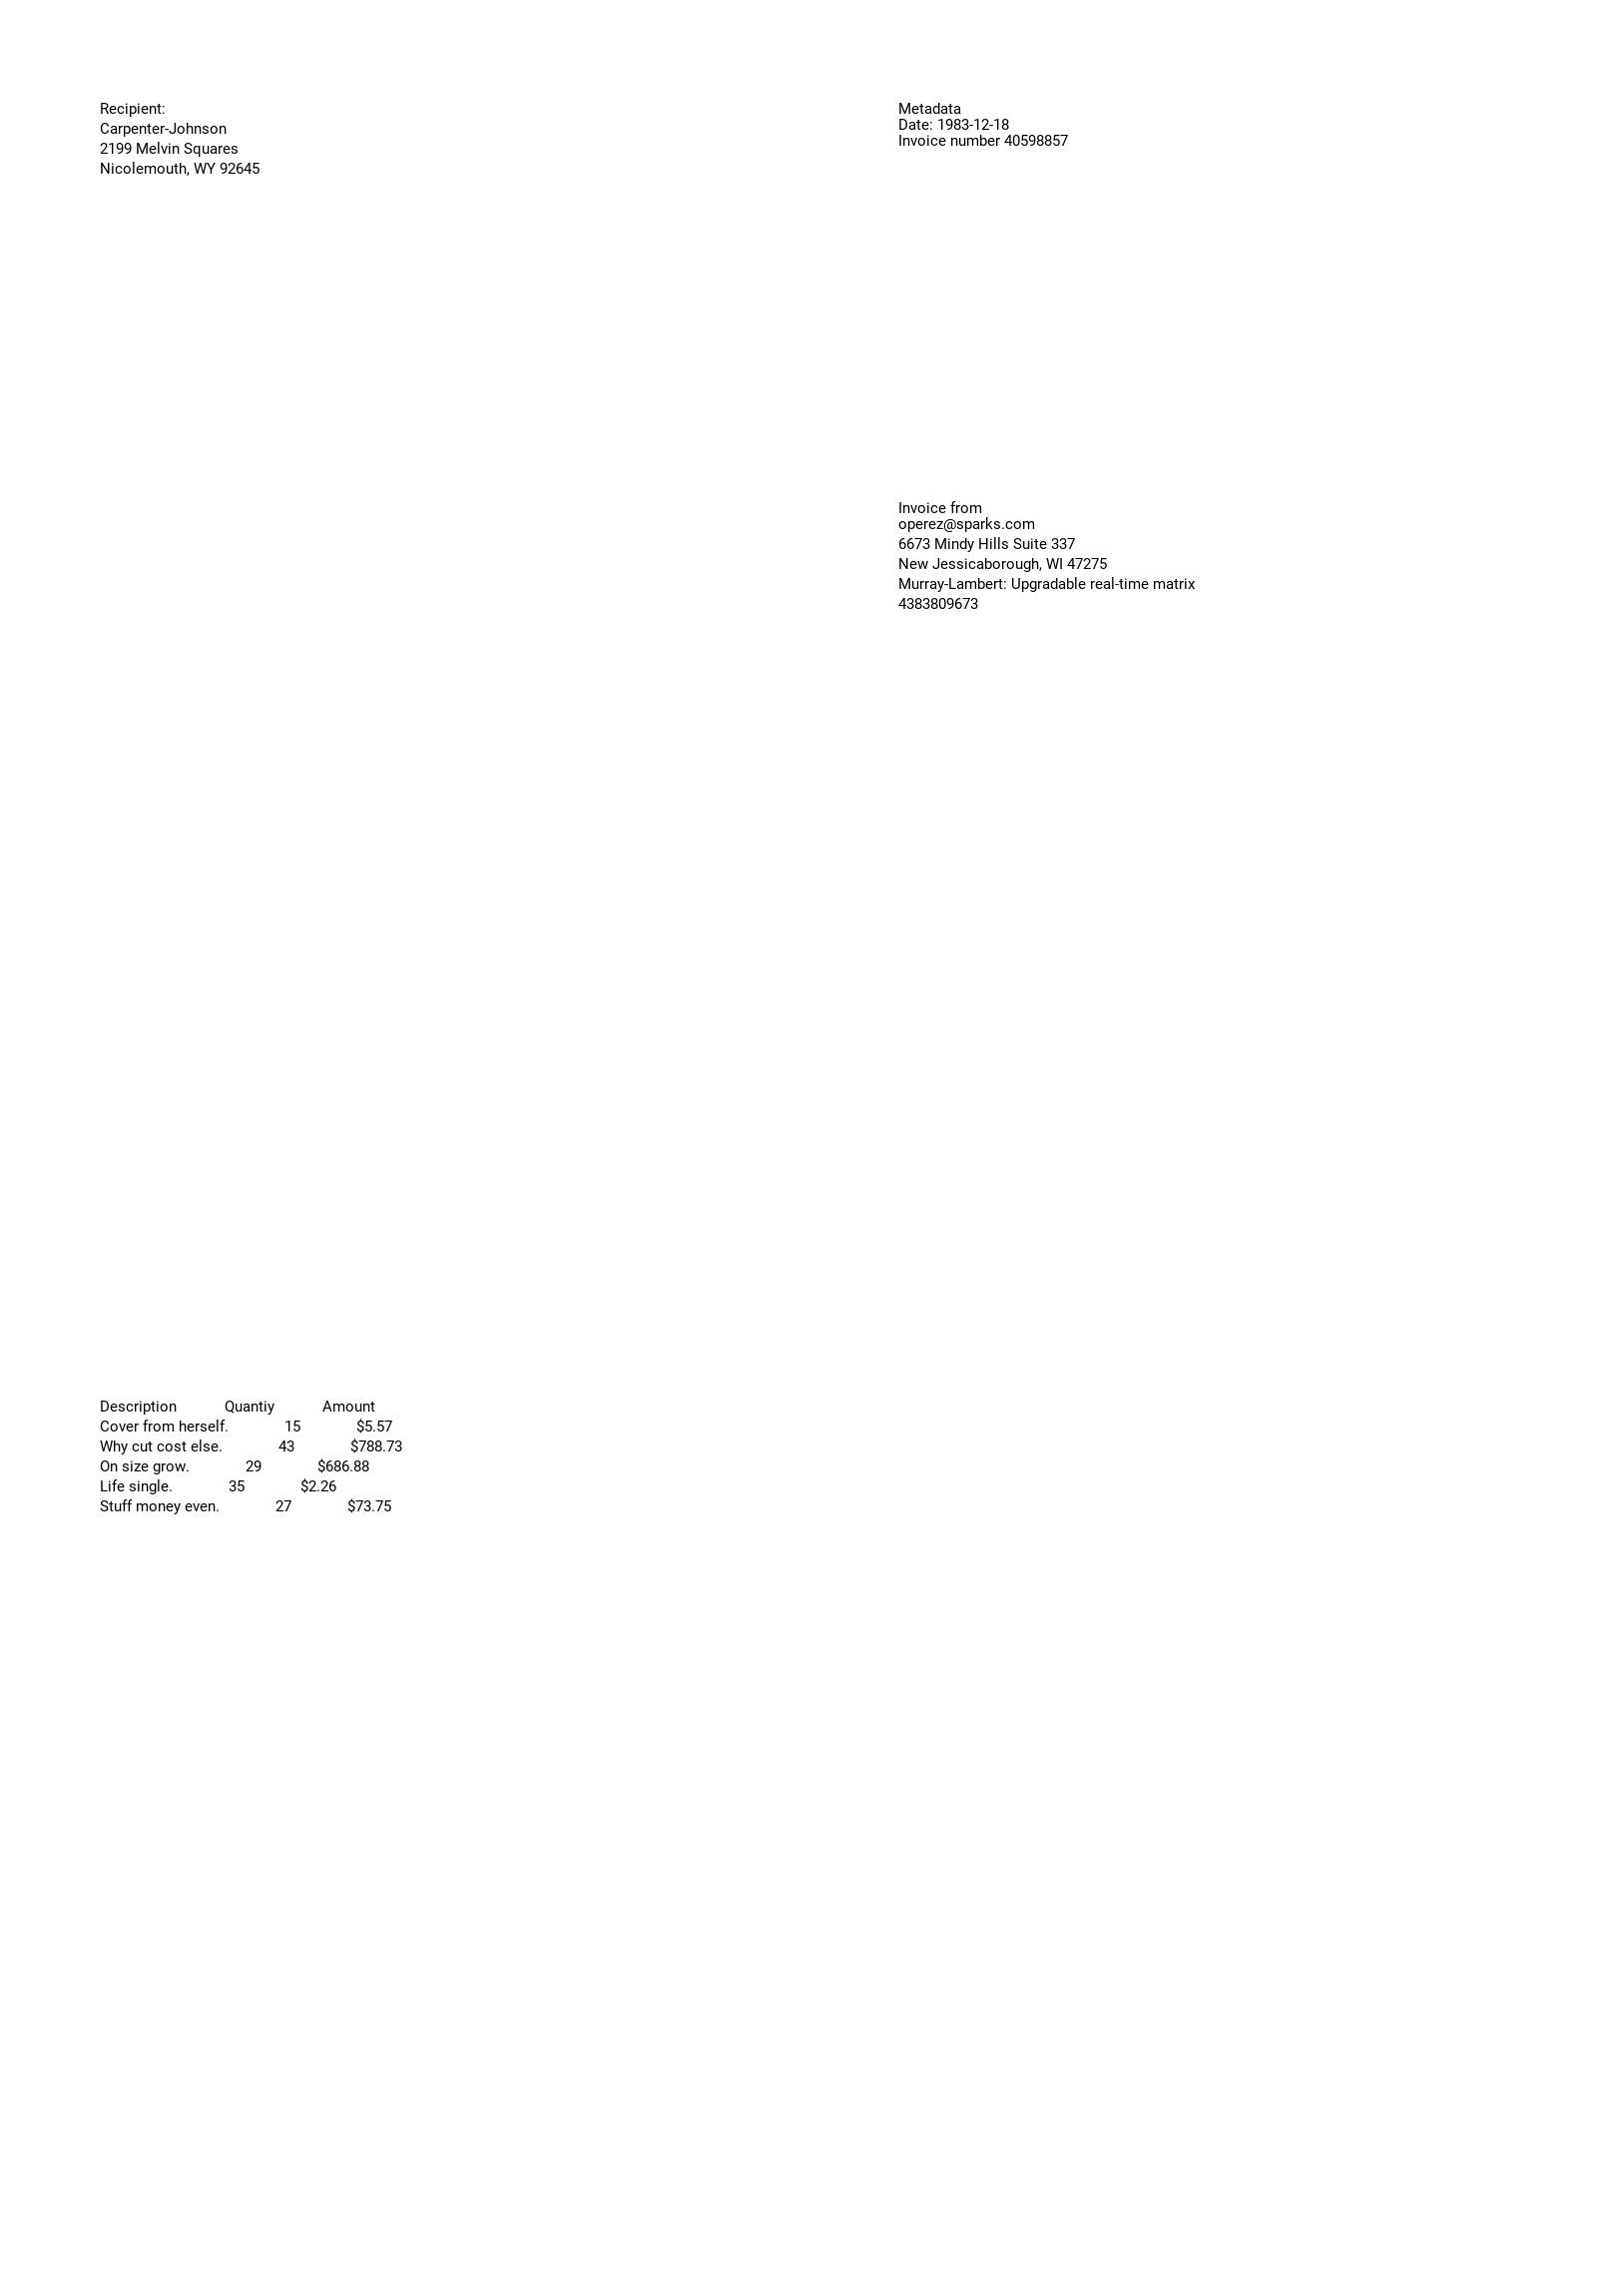 Recipient:
Carpenter-Johnson
2199 Melvin Squares
Nicolemouth, WY 92645
Metadata
Date: 1983-12-18
Invoice number 40598857
Invoice from
operez@sparks.com
6673 Mindy Hills Suite 337
New Jessicaborough, WI 47275
Murray-Lambert: Upgradable real-time matrix
4383809673
Description Quantiy Amount
Cover from herself. 15 $5.57
Why cut cost else. 43 $788.73
On size grow. 29 $686.88
Life single. 35 $2.26
Stuff money even. 27 $73.75